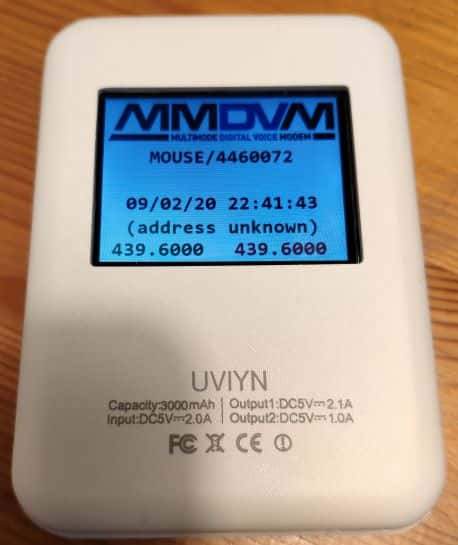 MMDVM
MULTIMODE DIGITAL VOICE MODEM
MOUSE/4460072
09/02/20 22:41:43
(address unknown)
439.6000 439.6000
UVIYN
Capacity:3000mAh | Output1:DC5V⎓2.1A
Input:DC5V⎓2.0A | Output2:DC5V⎓1.0A
FC CE